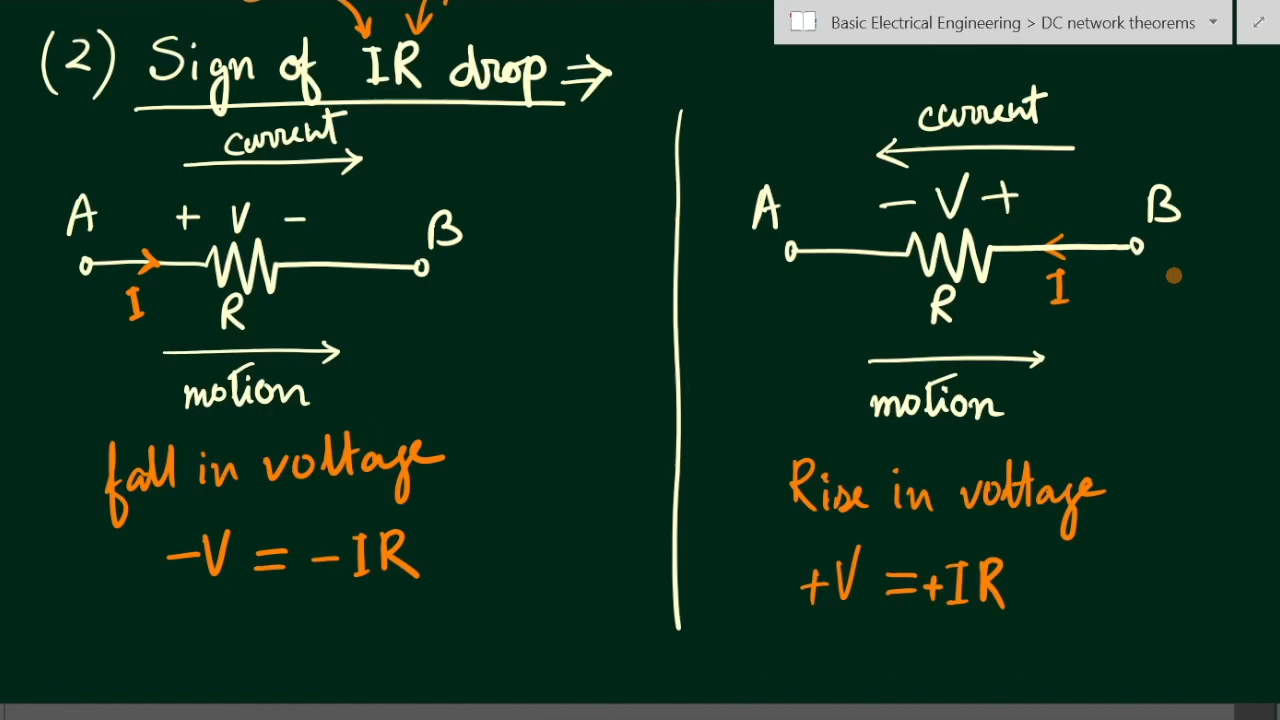 Basic Electrical Engineering > DC network theorems
(2) Sign of IR drop ⇒
current
A + V - B
I R
motion
fall in voltage
-V = -IR
current
A - V + B
R I
motion
Rise in voltage
+V =+IR